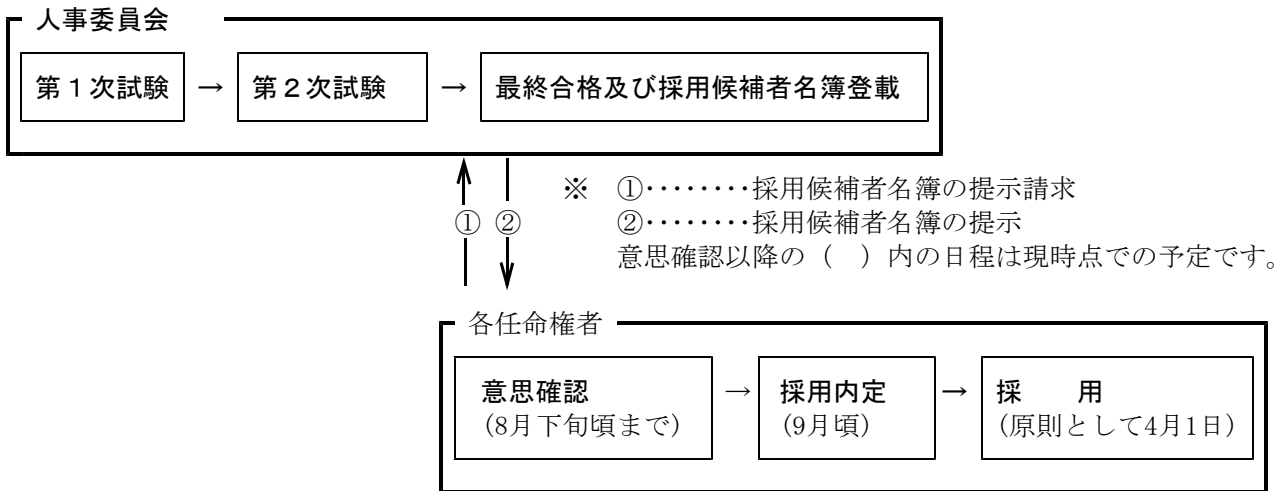 人事委員会
第1次試験 → 第2次試験 → 最終合格及び採用候補者名簿登載
① ②
※ ①‥‥‥‥採用候補者名簿の提示請求
②‥‥‥‥採用候補者名簿の提示
意思確認以降の（　）内の日程は現時点での予定です。
各任命権者
意思確認 → 採用内定 → 採　用
(8月下旬頃まで) (9月頃) (原則として4月1日)